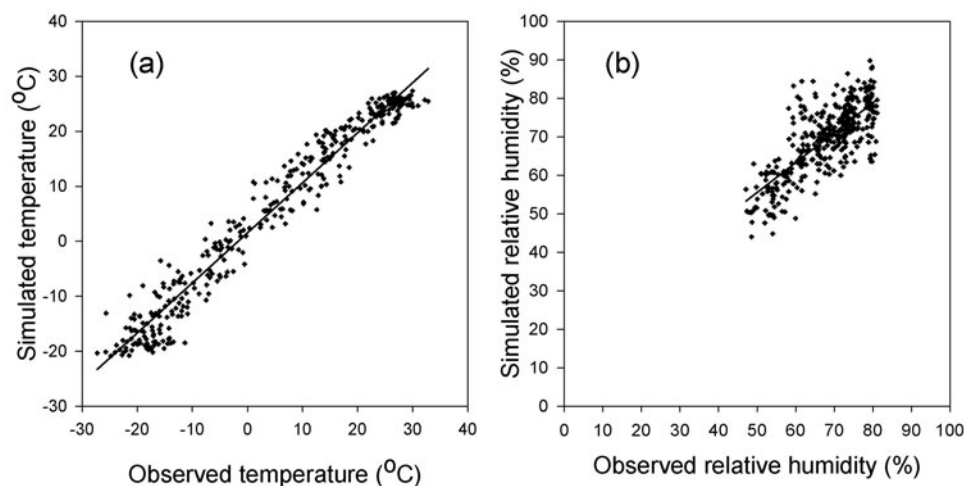 (a)
Simulated temperature (ºC)
40
30
20
10
0
-10
-20
-30
-30 -20 -10 0 10 20 30 40
Observed temperature (ºC)
(b)
Simulated relative humidity (%)
100
90
80
70
60
50
40
30
20
10
0
0 10 20 30 40 50 60 70 80 90 100
Observed relative humidity (%)